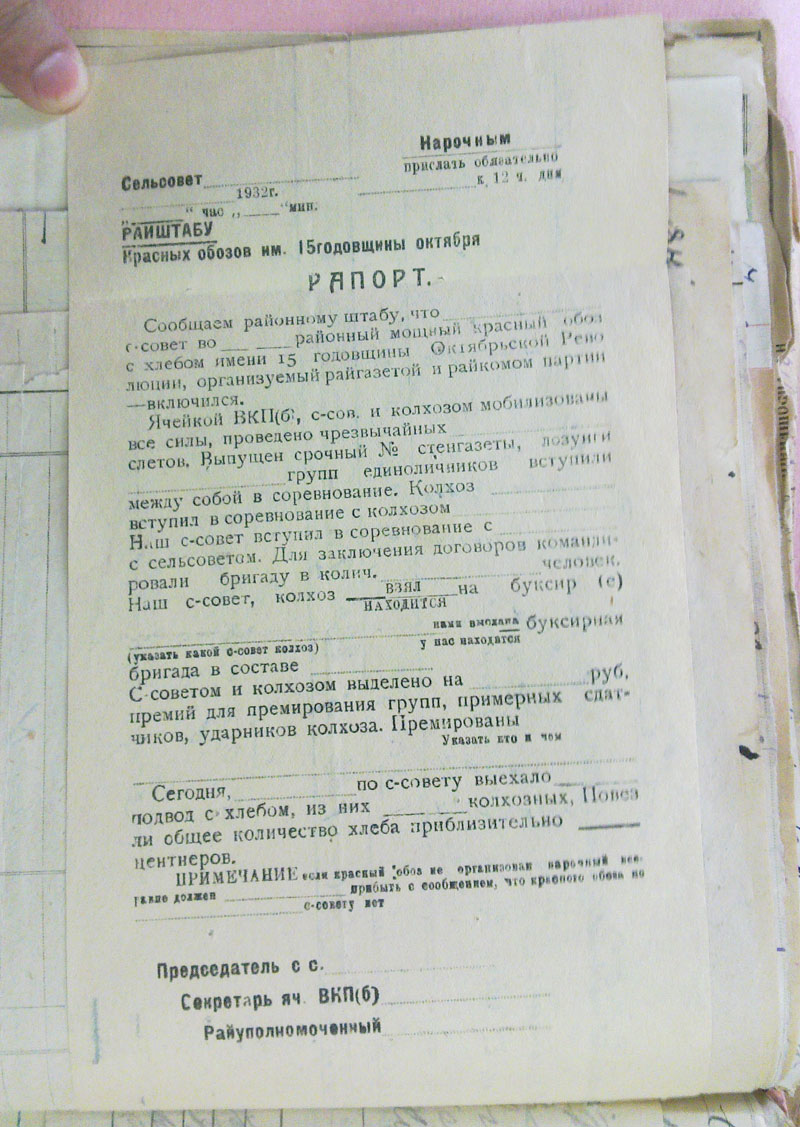 Нарочным
прислать обязательно
к 12 ч. дня
Сельсовет
1932г.
„ “ час „ “ мин.
РАЙШТАБУ
Красных обозов им. 15годовщины октября
РАПОРТ.
Сообщаем районному штабу, что
с-совет во районный мощный красный обоз
с хлебом имени 15 годовщины Октябрьской Рево
люции, организуемый райгазетой и райкомом партии
—включился.
Ячейкой ВКП(б), с-сов. и колхозом мобилизованы
все силы, проведено чрезвычайных
слетов. Выпущен срочный № стенгазеты, лозунги
групп единоличников вступили
между собой в соревнование. Колхоз
вступил в соревнование с колхозом
Наш с-совет вступил в соревнование с
с сельсоветом. Для заключения договоров команди-
ровали бригаду в колич. человек.
Наш с-совет, колхоз ВЗЯЛ на буксир (е)
НАХОДИТСЯ
нами выслана буксирная
(указать какой с-совет колхоз) у нас находятся
бригада в составе
С-советом и колхозом выделено на руб,
премий для премирования групп, примерных сдат-
чиков, ударников колхоза. Премированы
Указать кто и чем
Сегодня, по с-совету выехало
подвод с хлебом, из них колхозных, Повез
ли общее количество хлеба приблизительно
центнеров.
ПРИМЕЧАНИЕ если красный обоз не организован нарочный все-
таки должен прибыть с сообщением, что красного обоза по
с-совету нет
Председатель с с.
Секретарь яч. ВКП(б)
Райуполномоченный